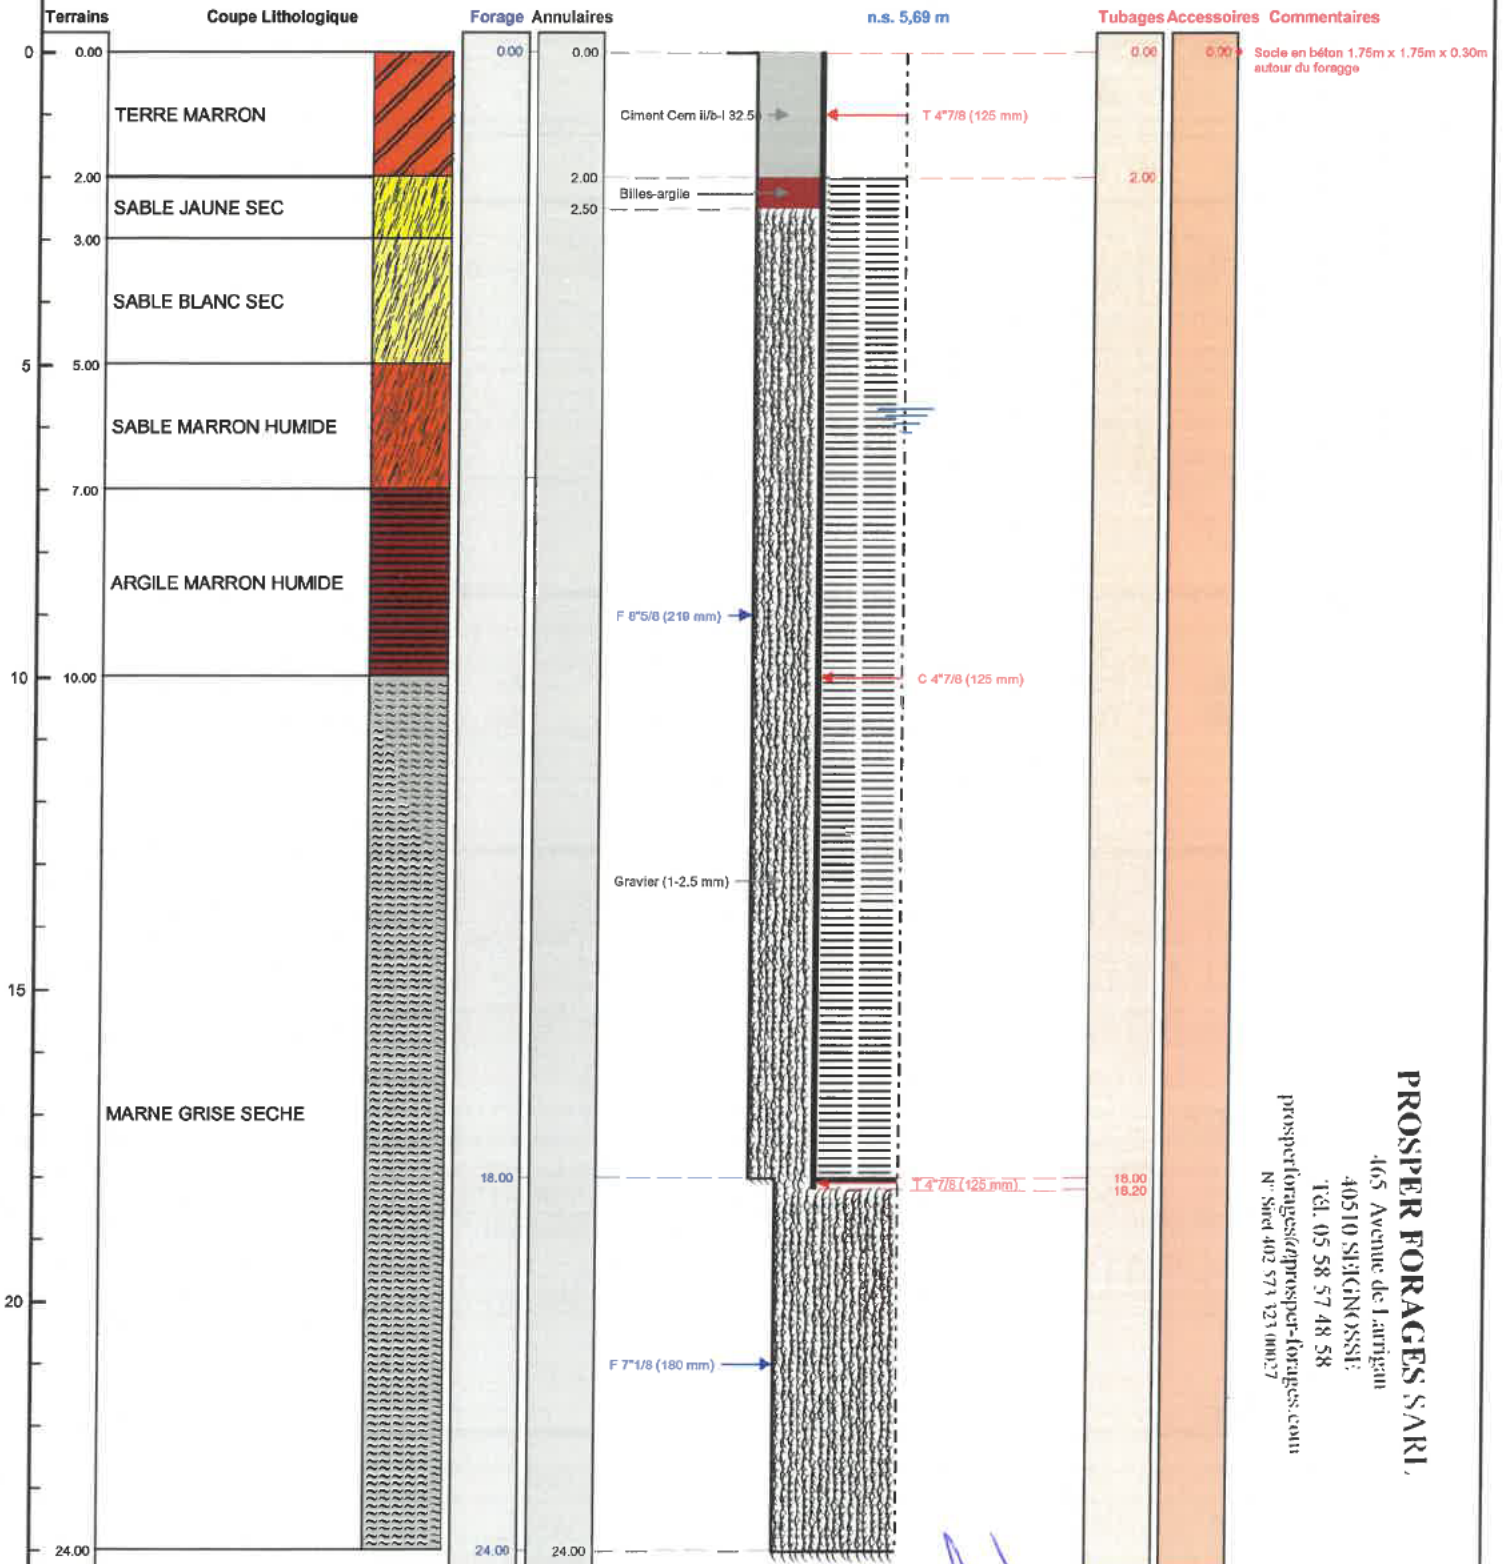 Terrains Coupe Lithologique Forage Annulaires n.s. 5,69 m Tubages Accessoires Commentaires
0 0.00 0.00 0.00 0.00 0.00 Socle en béton 1.75m x 1.75m x 0.30m
autour du foragge
TERRE MARRON Ciment Cem ii/b-l 32.5 T 4"7/8 (125 mm)
2.00 2.00 2.00
Billes-argile
SABLE JAUNE SEC 2.50
3.00
SABLE BLANC SEC
5 5.00
SABLE MARRON HUMIDE
7.00
ARGILE MARRON HUMIDE
F 8"5/8 (219 mm)
10 10.00 C 4"7/8 (125 mm)
Gravier (1-2.5 mm)
15
MARNE GRISE SECHE
18.00 T 4"7/8 (125 mm) 18.00
18.20
20
F 7"1/8 (180 mm)
24.00 24.00 24.00
PROSPER FORAGES SARL
465 Avenue de Larrigan
40510 SEIGNOSSE
Tél. 05 58 57 48 58
prosperforages@prosper-forages.com
N° Siret 402 573 323 00027